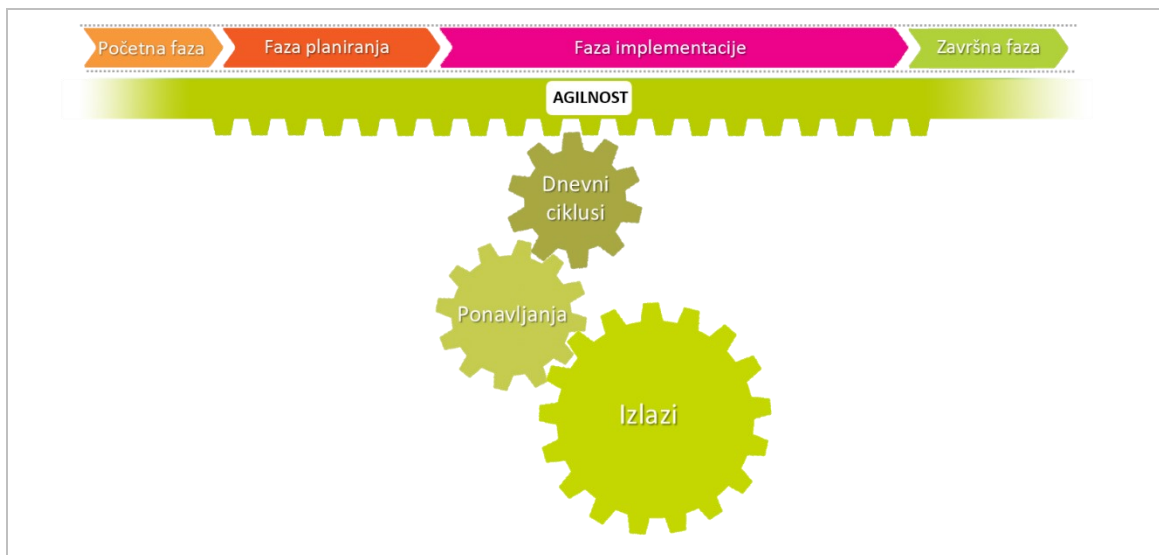 Početna faza
Faza planiranja
Faza implementacije
Završna faza
AGILNOST
Dnevni
ciklusi
Ponavljanja
Izlazi